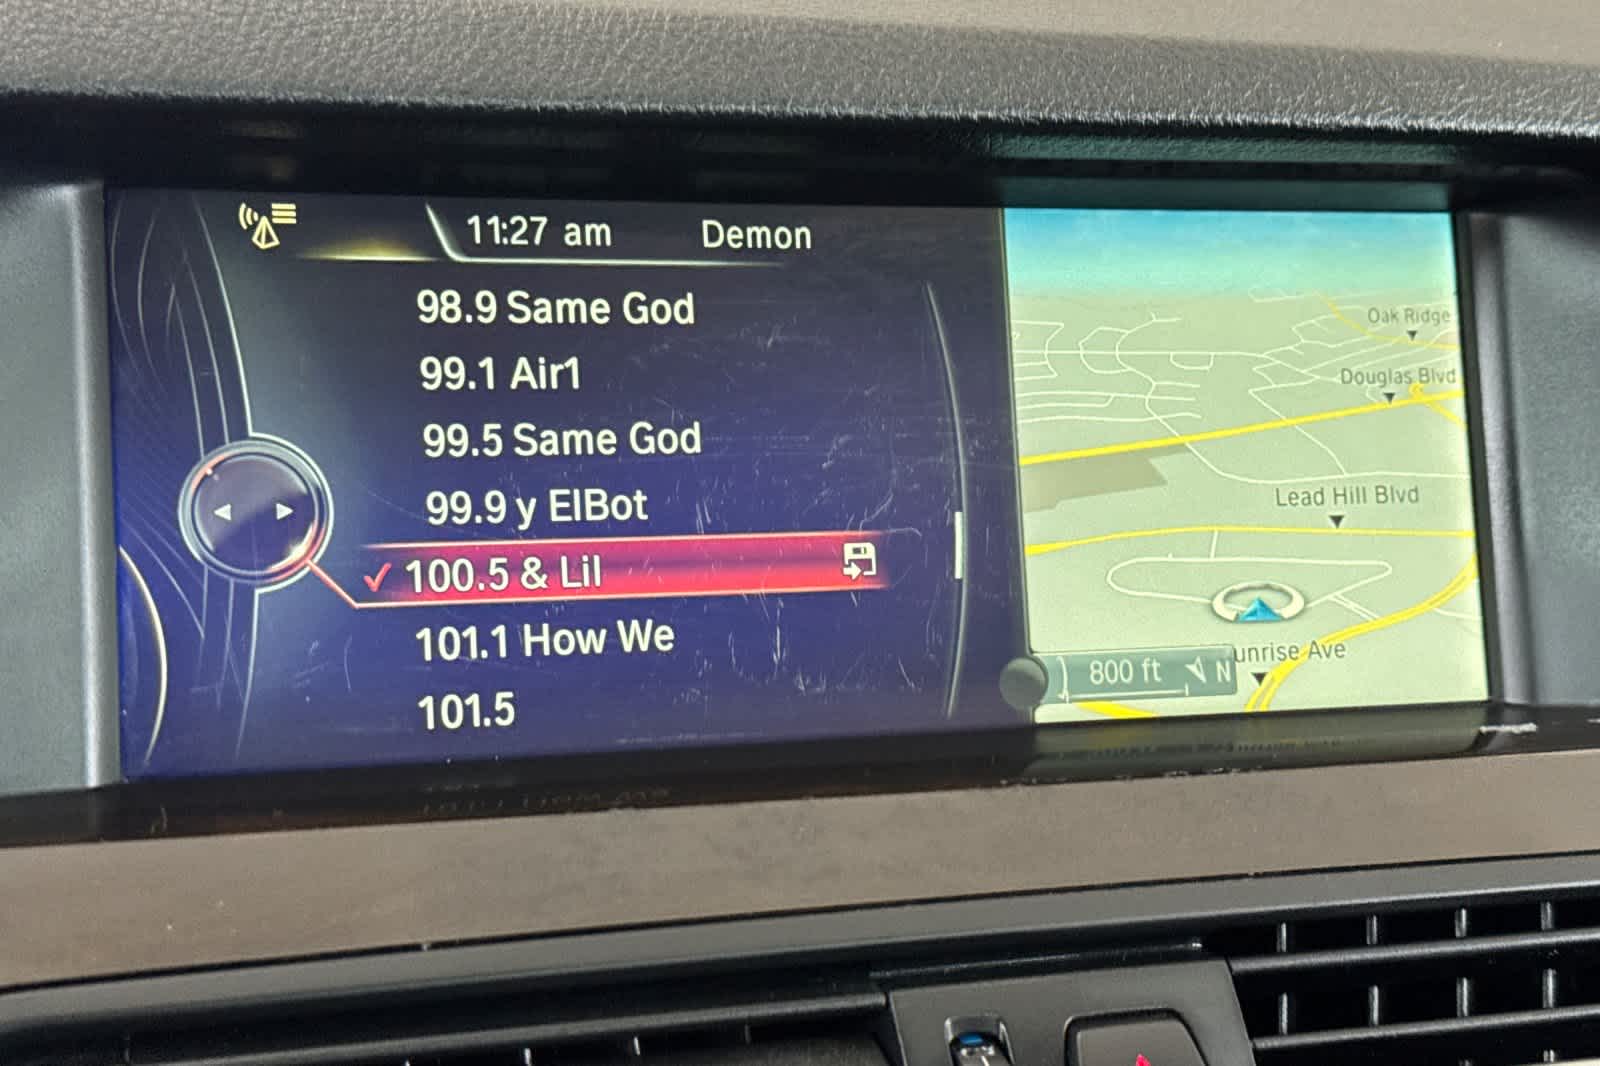 11:27 am Demon
98.9 Same God
99.1 Air1
99.5 Same God
99.9 y ElBot
100.5 & Lil
101.1 How We
101.5
Oak Ridge
Douglas Blvd
Lead Hill Blvd
unrise Ave
800 ft N